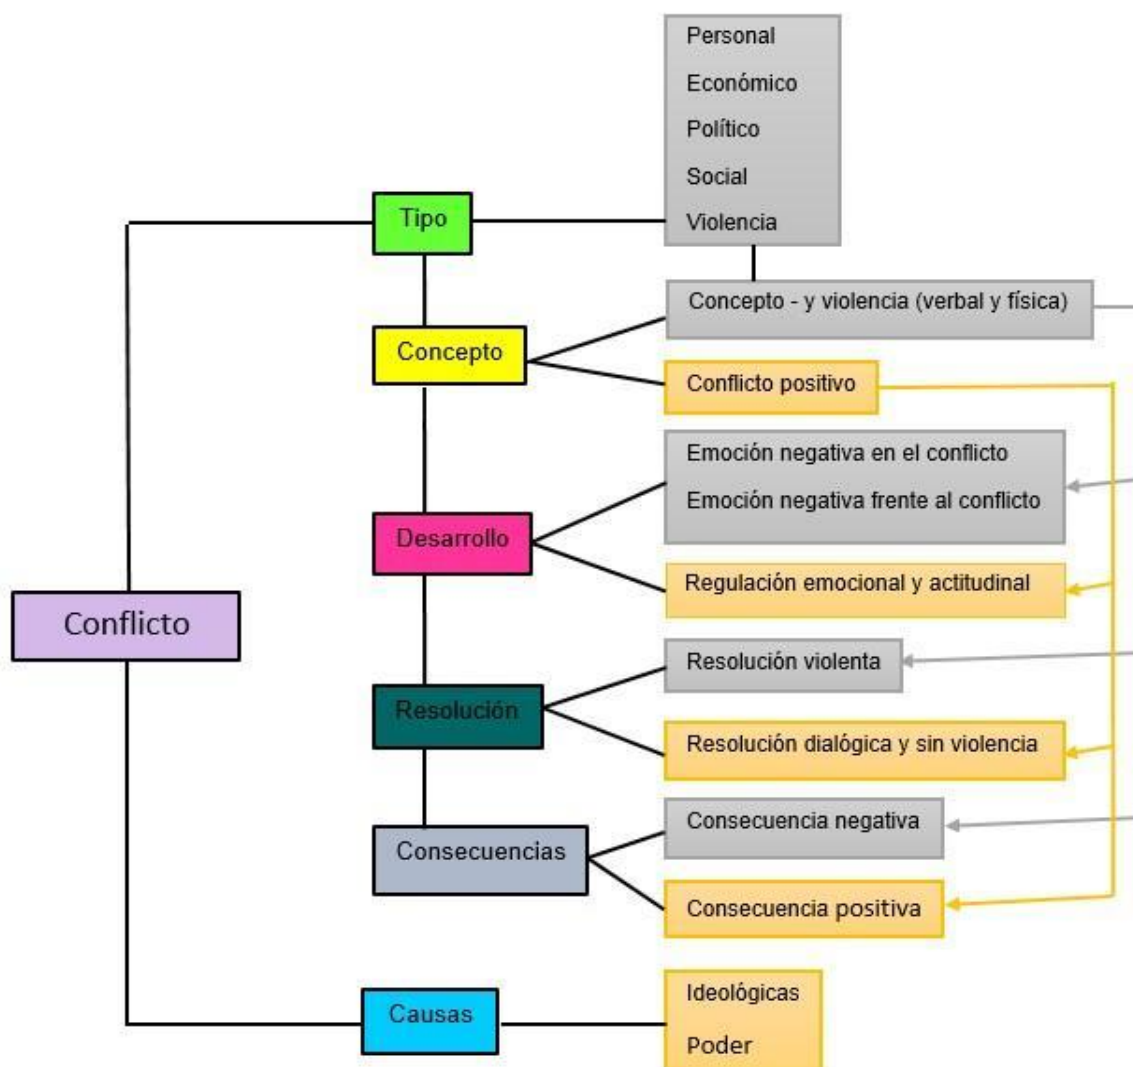 Personal
Económico
Político
Social
Violencia
Tipo
Concepto - y violencia (verbal y física)
Concepto
Conflicto positivo
Emoción negativa en el conflicto
Emoción negativa frente al conflicto
Desarrollo
Regulación emocional y actitudinal
Conflicto
Resolución violenta
Resolución
Resolución dialógica y sin violencia
Consecuencia negativa
Consecuencias
Consecuencia positiva
Ideológicas
Causas
Poder